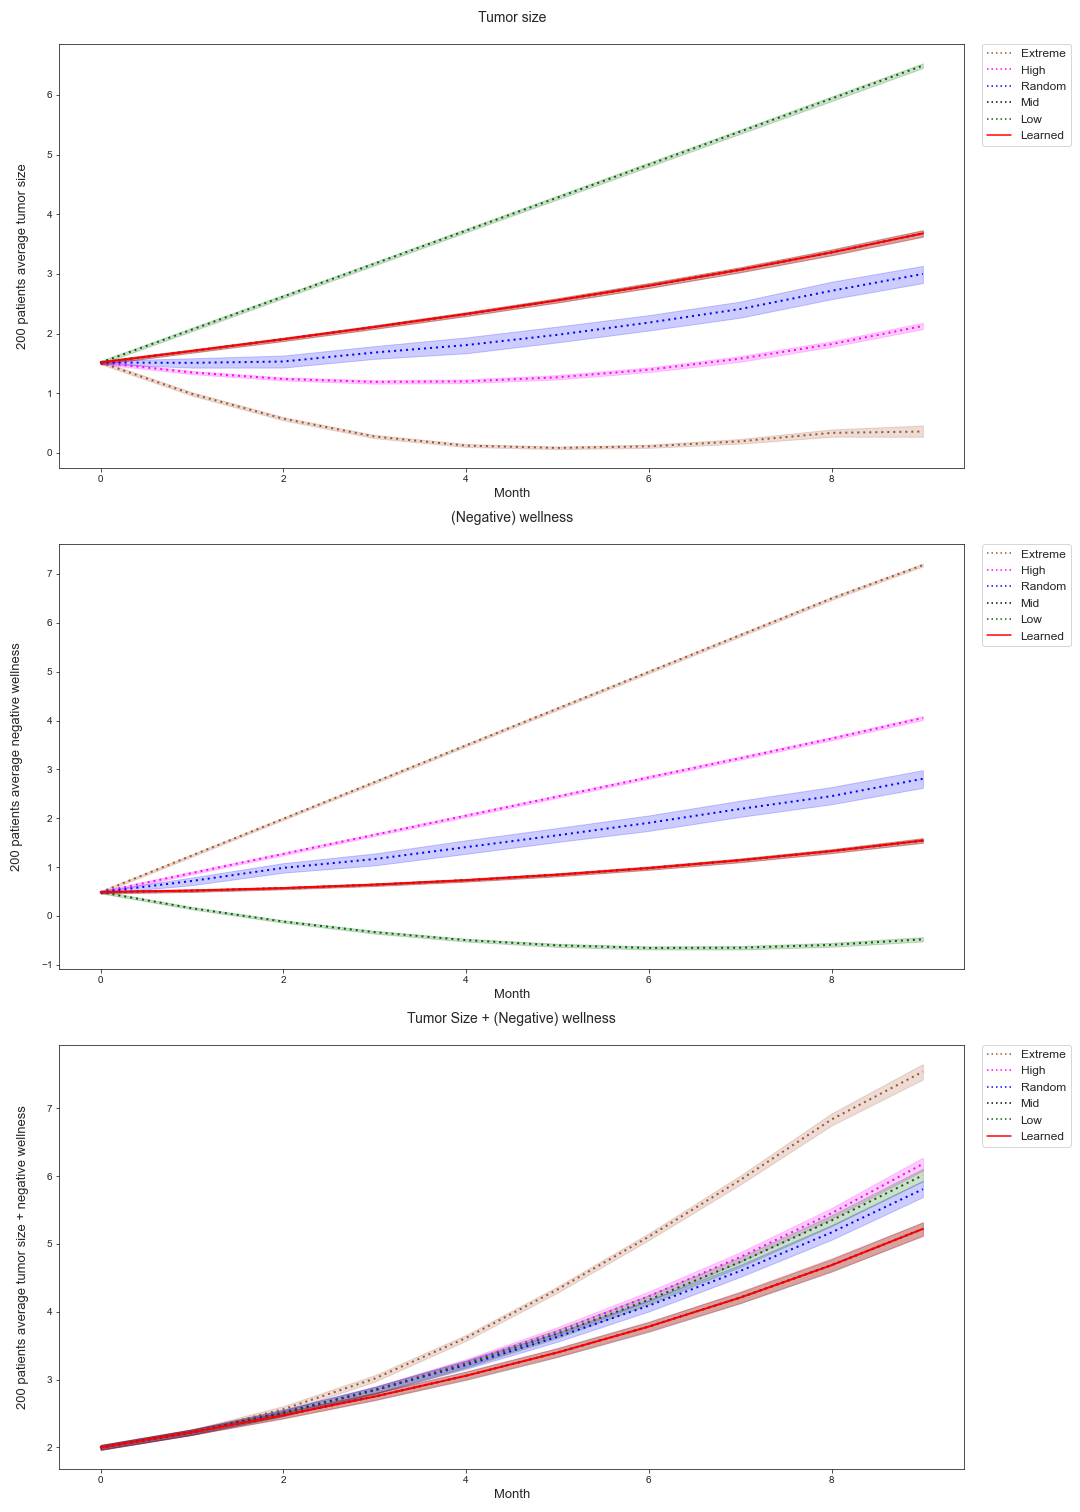 Tumor size
200 patients average tumor size
6
5
4
3
2
1
0
0 2 4 6 8
Month
Extreme
High
Random
Mid
Low
Learned
(Negative) wellness
200 patients average negative wellness
7
6
5
4
3
2
1
0
−1
0 2 4 6 8
Month
Extreme
High
Random
Mid
Low
Learned
Tumor Size + (Negative) wellness
200 patients average tumor size + negative wellness
7
6
5
4
3
2
0 2 4 6 8
Month
Extreme
High
Random
Mid
Low
Learned